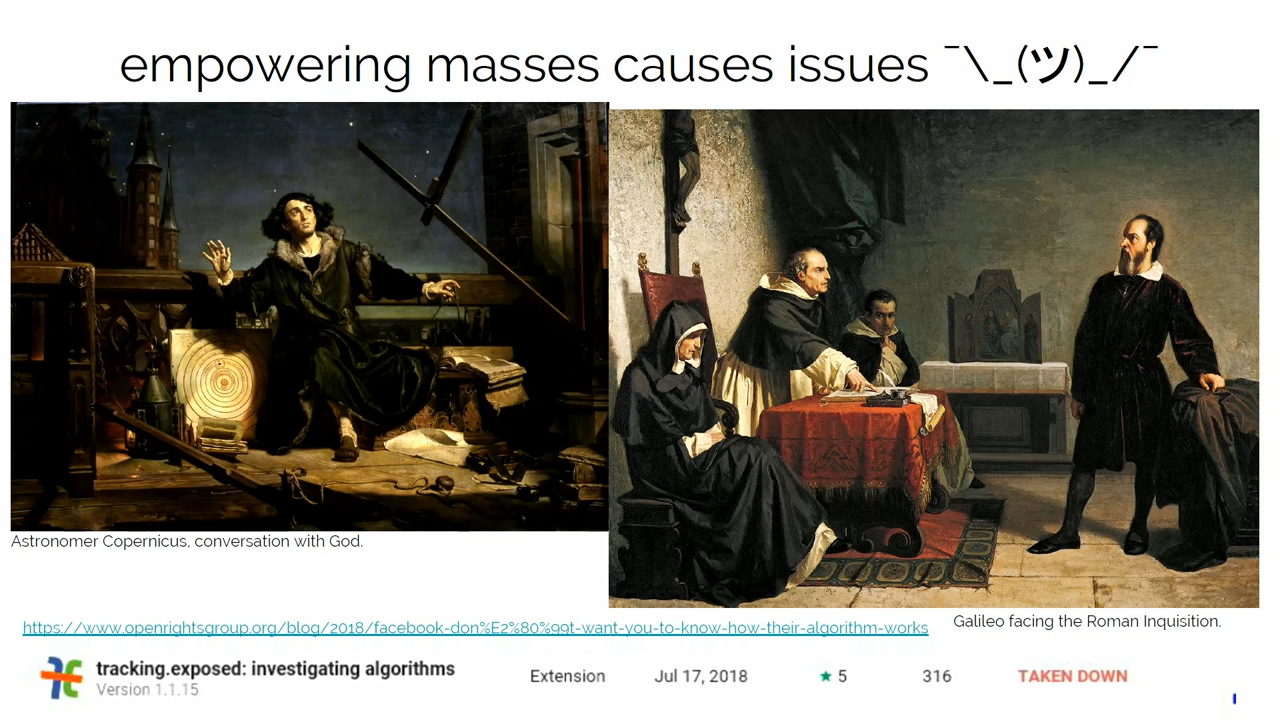 empowering masses causes issues ¯\_(ツ)_/¯
Astronomer Copernicus, conversation with God.
Galileo facing the Roman Inquisition.
https://www.openrightsgroup.org/blog/2018/facebook-don%E2%80%99t-want-you-to-know-how-their-algorithm-works
tracking.exposed: investigating algorithms
Version 1.1.15
Extension Jul 17, 2018 ★ 5 316 TAKEN DOWN